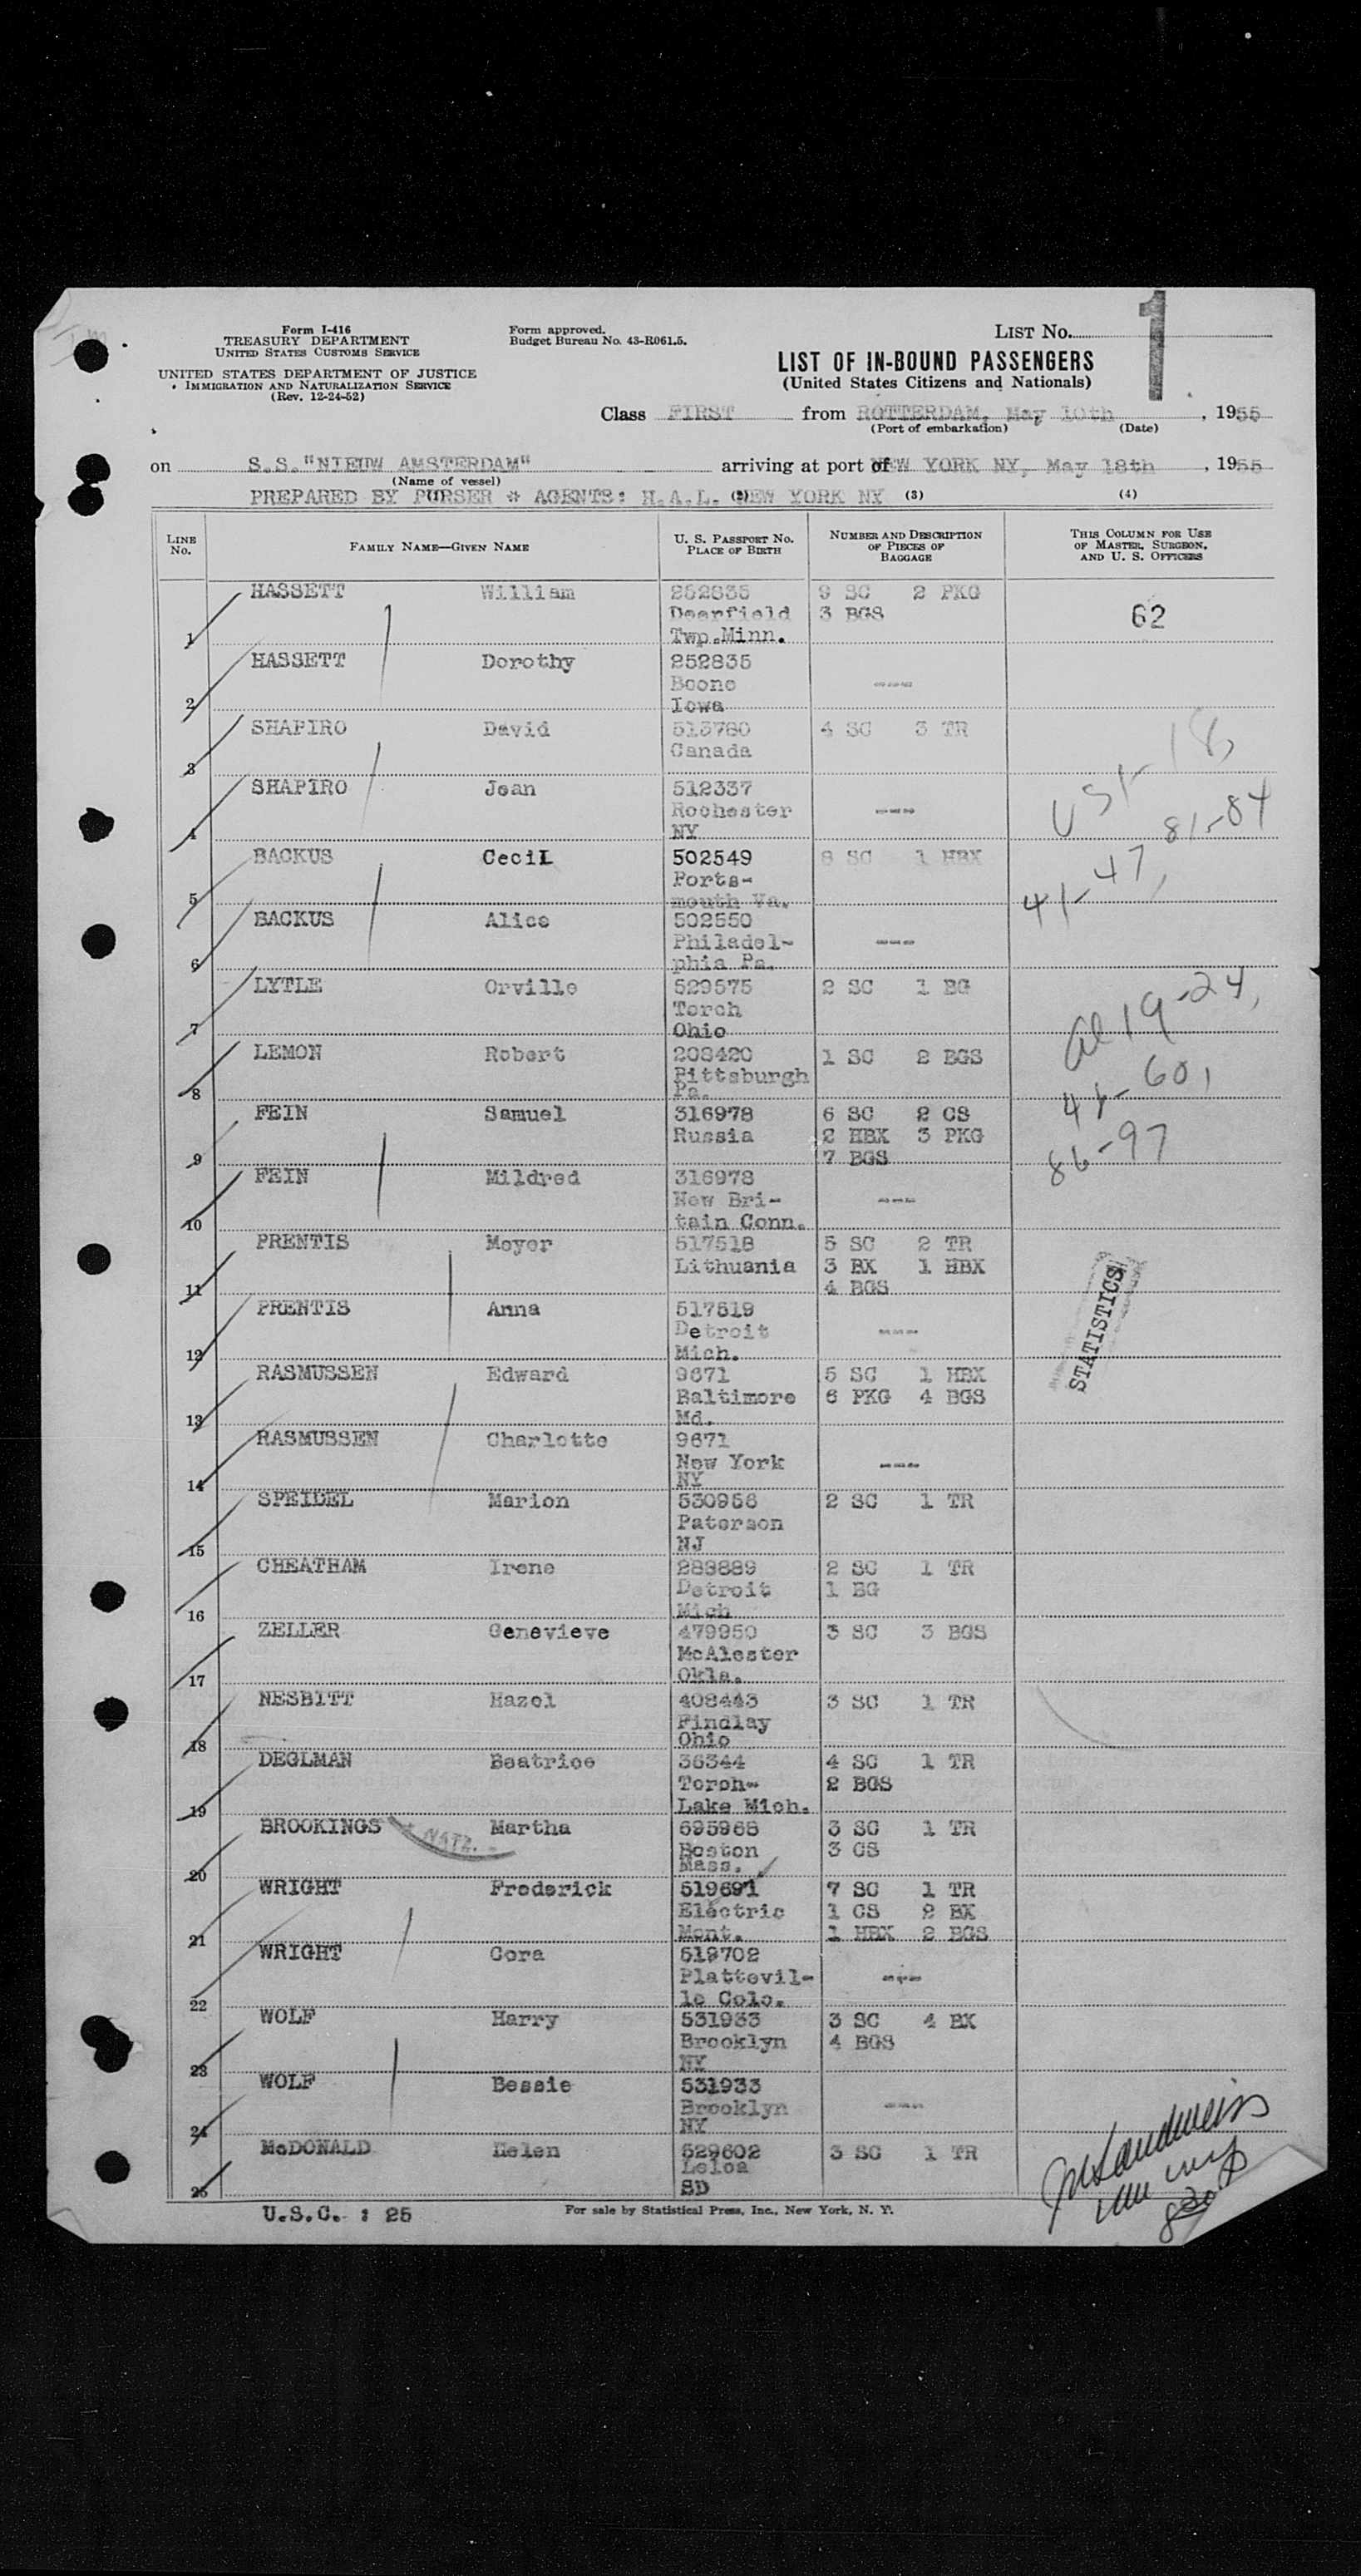 Form I-416
TREASURY DEPARTMENT
UNITED STATES CUSTOMS SERVICE
UNITED STATES DEPARTMENT OF JUSTICE
IMMIGRATION AND NATURALIZATION SERVICE
(Rev. 12-24-52)
Form approved.
Budget Bureau No. 43-R061.5.
LIST No. 1
LIST OF IN-BOUND PASSENGERS
(United States Citizens and Nationals)
Class FIRST from ROTTERDAM, May 10th, 1955
(Port of embarkation) (Date)
on S.S."NIEUW AMSTERDAM" arriving at port of NEW YORK NY, May 18th, 1955
(Name of vessel)
PREPARED BY PURSER * AGENTS: H.A.L. (2) NEW YORK NY (3) (4)
LINE No. FAMILY NAME—GIVEN NAME U. S. PASSPORT No. PLACE OF BIRTH NUMBER AND DESCRIPTION OF PIECES OF BAGGAGE THIS COLUMN FOR USE OF MASTER, SURGEON, AND U. S. OFFICERS
HASSETT William 252835 9 SC 2 PKG
Deerfield 3 BGS 62
1 Twp.Minn.
HASSETT Dorothy 252835
Boone ----
2 Iowa
SHAPIRO David 513780 4 SC 3 TR
Canada
3
SHAPIRO Jean 512337
Rochester ----
4 NY
US 1-18,
81-84
BACKUS Cecil 502549 8 SC 1 HBX
Ports-
5 mouth Va.
41-47,
BACKUS Alice 502550
Philadel- ----
6 phia Pa.
LYTLE Orville 529575 2 SC 1 BG
Torch
7 Ohio
19-24,
LEMON Robert 208420 1 SC 2 BGS
Pittsburgh
8 Pa.
60,
FEIN Samuel 316978 6 SC 2 CS
Russia 2 HBX 3 PKG
9 7 BGS
86-97
FEIN Mildred 316978
New Bri- ----
10 tain Conn.
PRENTIS Meyer 517518 5 SC 2 TR
Lithuania 3 BX 1 HBX
11 4 BGS
STATISTICS
PRENTIS Anna 517519
Detroit ----
12 Mich.
RASMUSSEN Edward 9671 5 SC 1 HBX
Baltimore 6 PKG 4 BGS
13 Md.
RASMUSSEN Charlotte 9671
New York ----
14 NY
SPEIDEL Marion 530956 2 SC 1 TR
Paterson
15 NJ
CHEATHAM Irene 283889 2 SC 1 TR
Detroit 1 BG
16 Mich
ZELLER Genevieve 479950 3 SC 3 BGS
McAlester
17 Okla.
NESBITT Hazel 408443 3 SC 1 TR
Findlay
18 Ohio
DEGLMAN Beatrice 36344 4 SC 1 TR
Torch- 2 BGS
19 Lake Mich.
BROOKINGS NATZ. Martha 695968 3 SC 1 TR
Boston 3 CS
20 Mass.
WRIGHT Frederick 519691 7 SC 1 TR
Electric 1 CS 2 BX
21 Mont. 1 HBX 2 BGS
WRIGHT Cora 519702
Plattevil- ----
22 le Colo.
WOLF Harry 531933 3 SC 4 BX
Brooklyn 4 BGS
23 NY
WOLF Bessie 531933
Brooklyn ----
24 NY
McDONALD Helen 529602 3 SC 1 TR
Leloa
25 SD
U.S.C. : 25
For sale by Statistical Press, Inc., New York, N. Y.